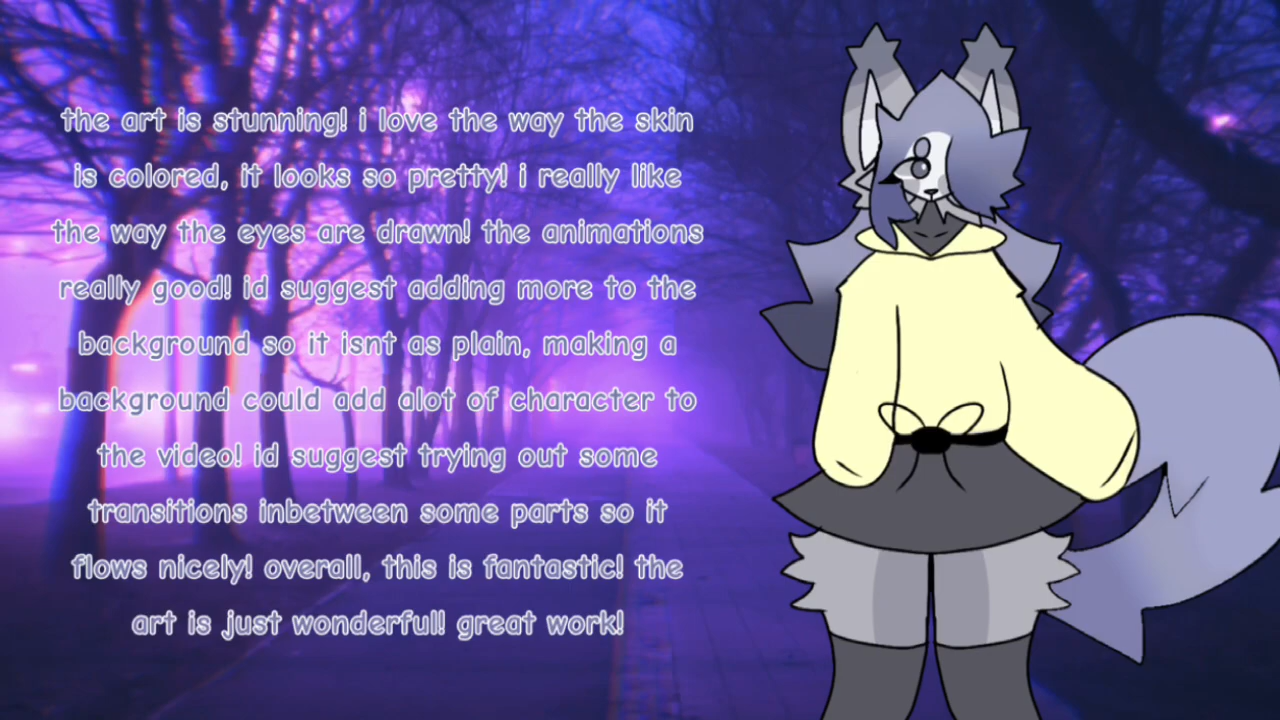 the art is stunning! i love the way the skin
is colored, it looks so pretty! i really like
the way the eyes are drawn! the animations
really good! id suggest adding more to the
background so it isnt as plain, making a
background could add alot of character to
the video! id suggest trying out some
transitions inbetween some parts so it
flows nicely! overall, this is fantastic! the
art is just wonderful! great work!